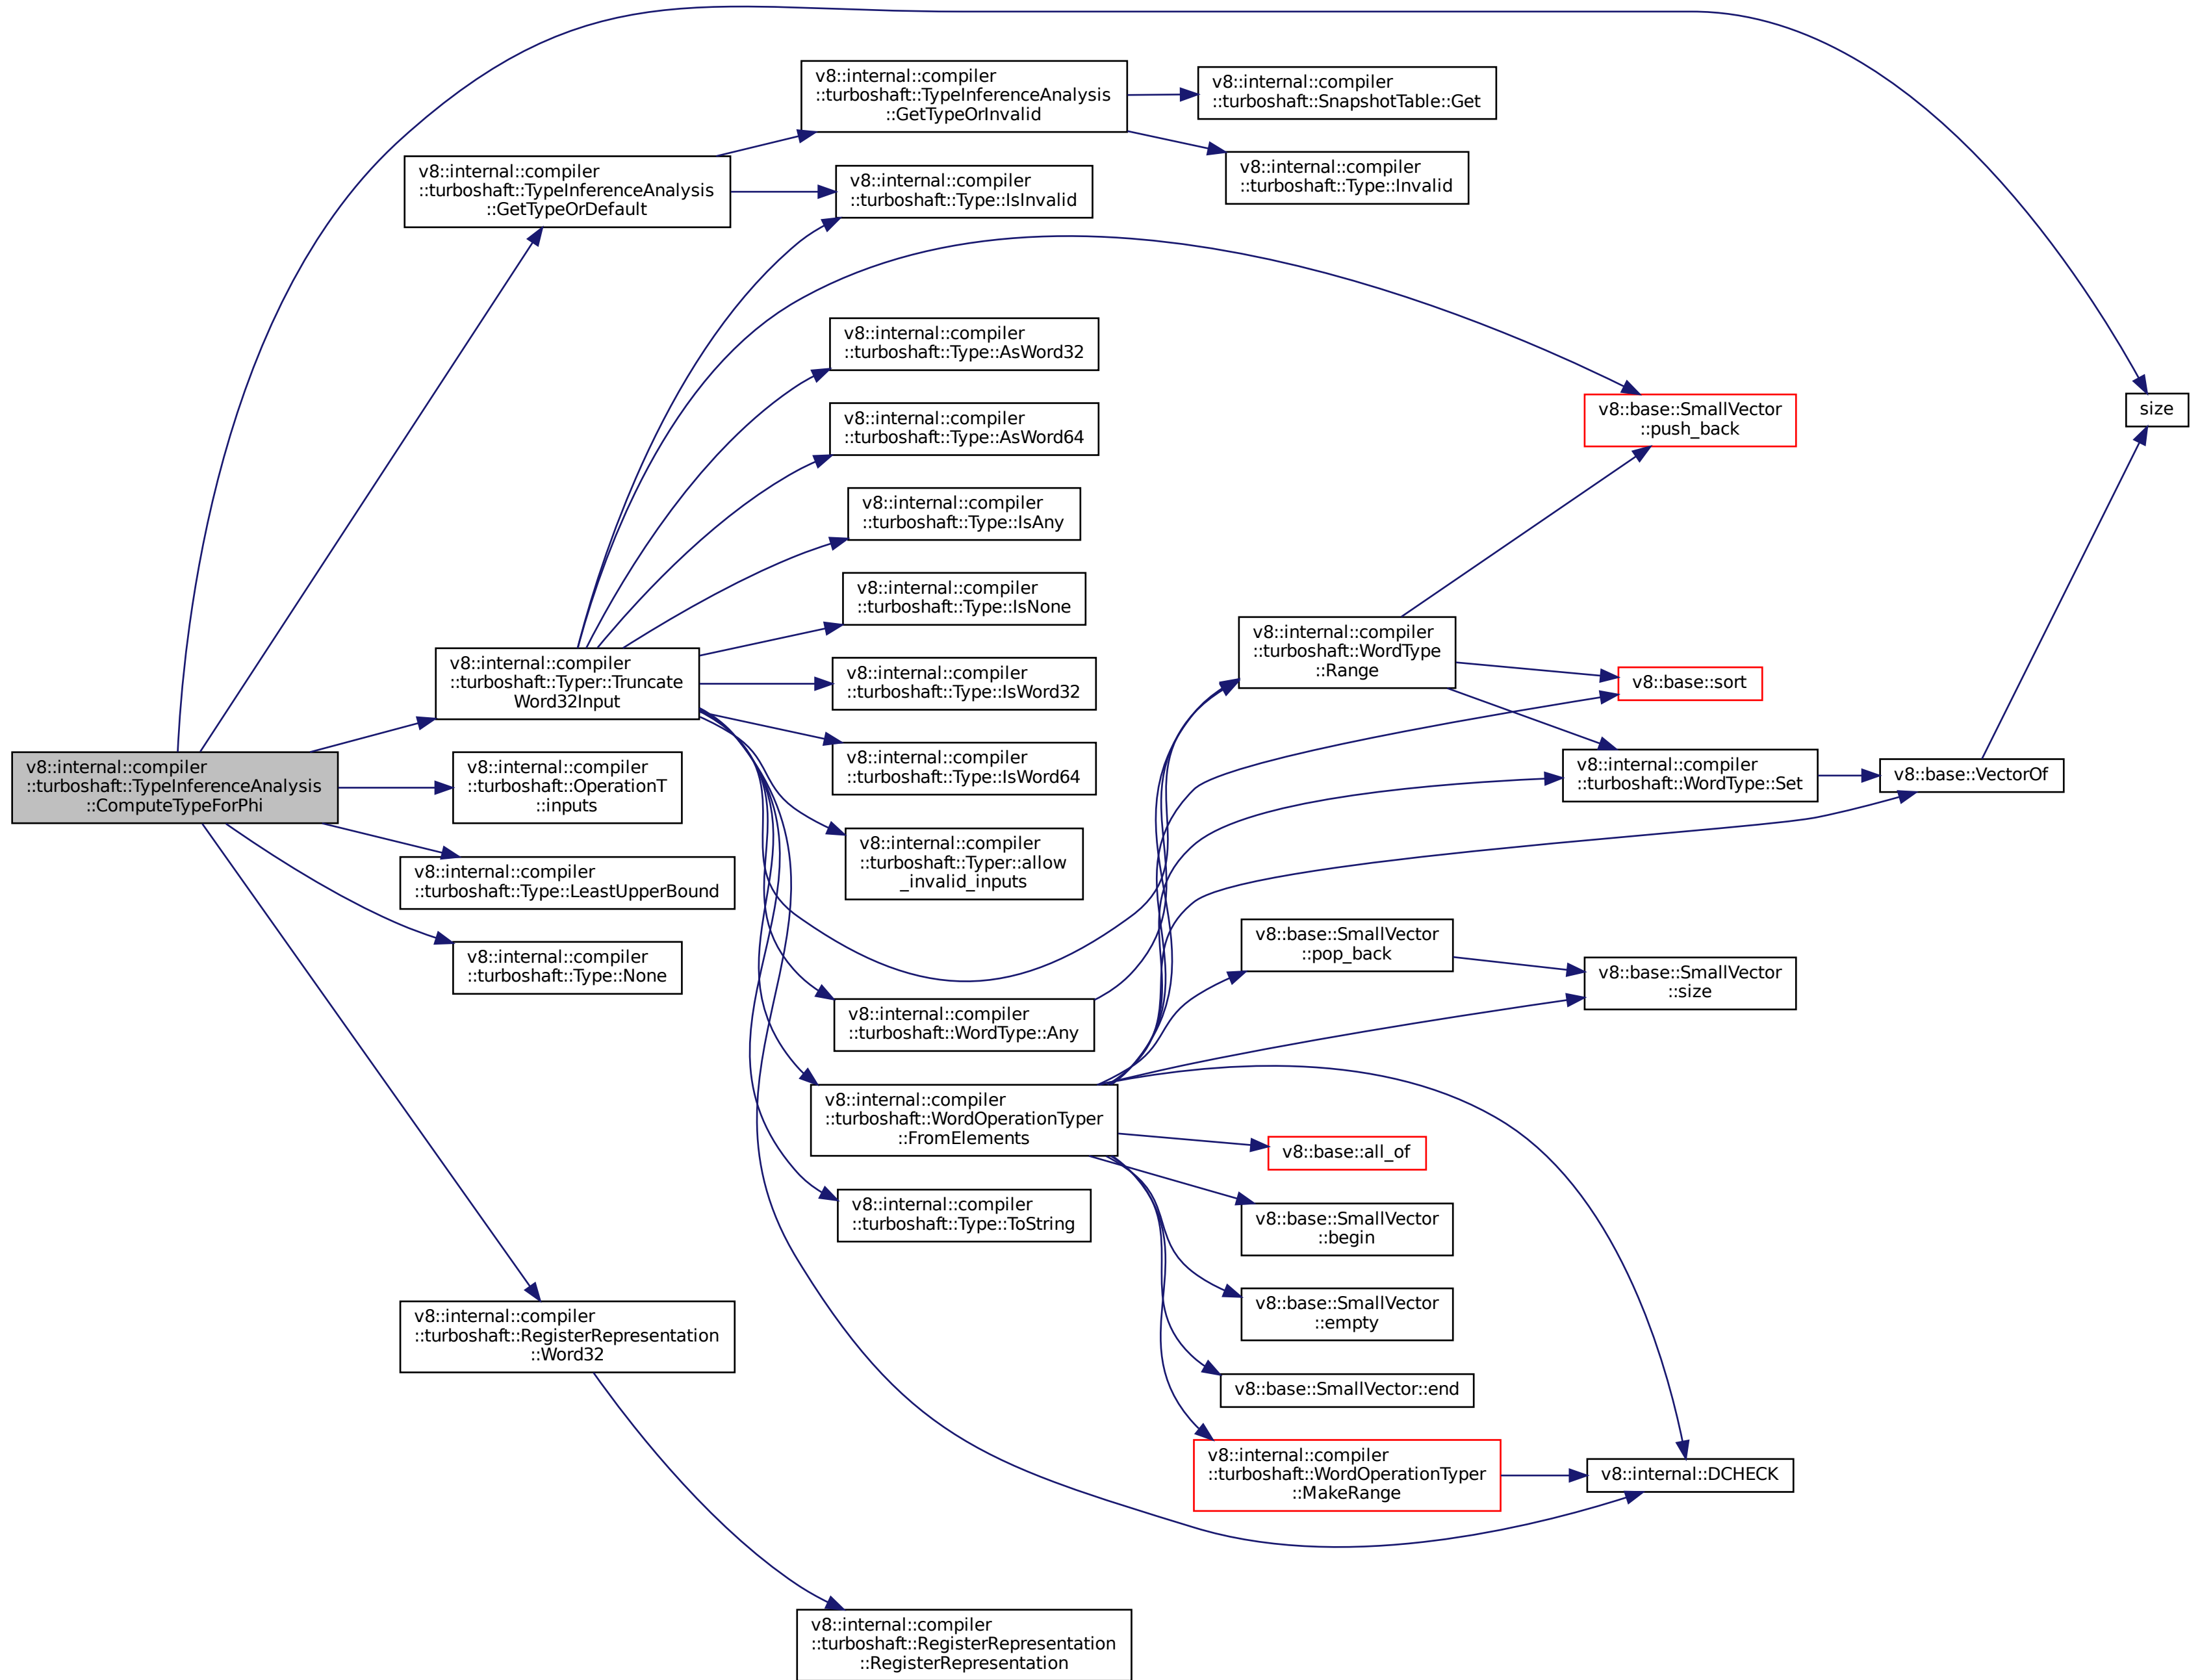 v8::internal::compiler
::turboshaft::TypeInferenceAnalysis
::ComputeTypeForPhi
v8::internal::compiler
::turboshaft::TypeInferenceAnalysis
::GetTypeOrDefault
v8::internal::compiler
::turboshaft::Typer::Truncate
Word32Input
v8::internal::compiler
::turboshaft::OperationT
::inputs
v8::internal::compiler
::turboshaft::Type::LeastUpperBound
v8::internal::compiler
::turboshaft::Type::None
v8::internal::compiler
::turboshaft::RegisterRepresentation
::Word32
v8::internal::compiler
::turboshaft::TypeInferenceAnalysis
::GetTypeOrInvalid
v8::internal::compiler
::turboshaft::Type::IsInvalid
v8::internal::compiler
::turboshaft::Type::AsWord32
v8::internal::compiler
::turboshaft::Type::AsWord64
v8::internal::compiler
::turboshaft::Type::IsAny
v8::internal::compiler
::turboshaft::Type::IsNone
v8::internal::compiler
::turboshaft::Type::IsWord32
v8::internal::compiler
::turboshaft::Type::IsWord64
v8::internal::compiler
::turboshaft::Typer::allow
_invalid_inputs
v8::internal::compiler
::turboshaft::WordType::Any
v8::internal::compiler
::turboshaft::WordOperationTyper
::FromElements
v8::internal::compiler
::turboshaft::Type::ToString
v8::internal::compiler
::turboshaft::RegisterRepresentation
::RegisterRepresentation
v8::internal::compiler
::turboshaft::SnapshotTable::Get
v8::internal::compiler
::turboshaft::Type::Invalid
v8::internal::compiler
::turboshaft::WordType
::Range
v8::base::SmallVector
::pop_back
v8::base::all_of
v8::base::SmallVector
::begin
v8::base::SmallVector
::empty
v8::base::SmallVector::end
v8::internal::compiler
::turboshaft::WordOperationTyper
::MakeRange
v8::base::SmallVector
::push_back
v8::base::sort
v8::internal::compiler
::turboshaft::WordType::Set
v8::base::SmallVector
::size
v8::internal::DCHECK
v8::base::VectorOf
size